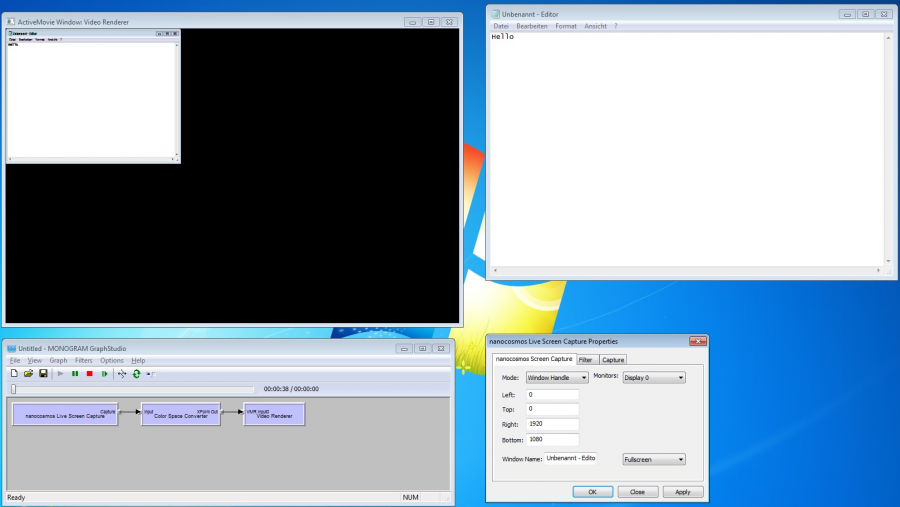 ActiveMovie Window: Video Renderer
Unbenannt - Editor
Datei Bearbeiten Format Ansicht ?
Hello
Unbenannt - Editor
Datei Bearbeiten Format Ansicht ?
Hello
Untitled - MONOGRAM GraphStudio
File View Graph Filters Options Help
00:00:38 / 00:00:00
nanocosmos Live Screen Capture
Capture
Input
Color Space Converter
XForm Out
VMR Input0
Video Renderer
Ready
NUM
nanocosmos Live Screen Capture Properties
nanocosmos Screen Capture Filter Capture
Mode: Window Handle Monitors: Display 0
Left: 0
Top: 0
Right: 1920
Bottom: 1080
Window Name: Unbenannt - Edito Fullscreen
OK Close Apply